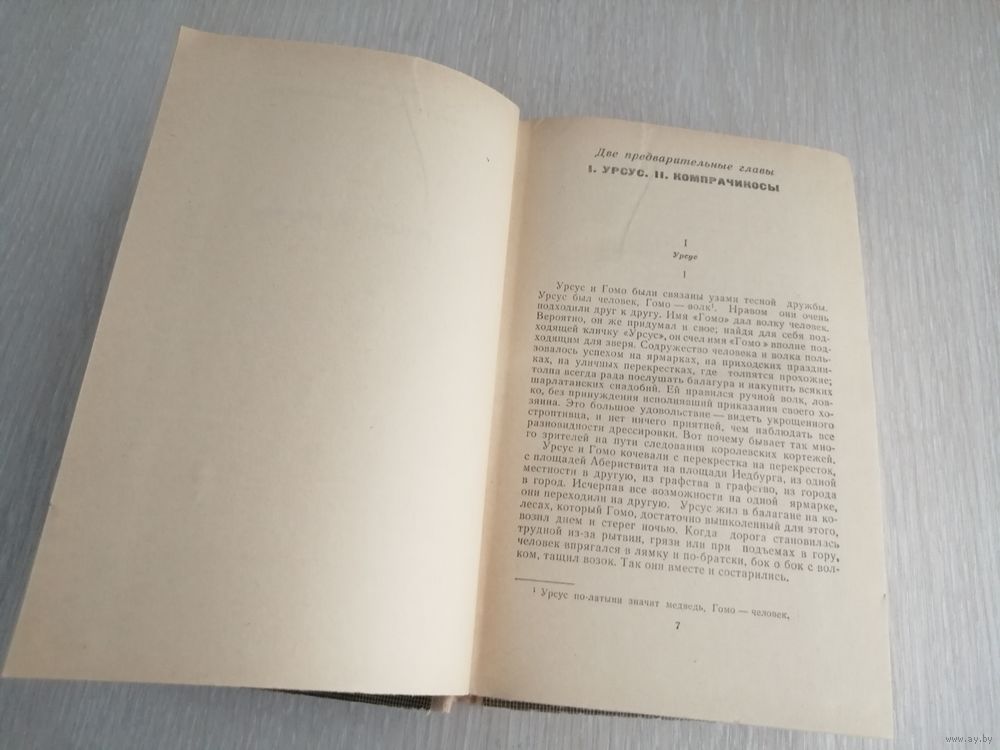 Две предварительные главы
I. УРСУС. II. КОМПРАЧИКОСЫ
I
Урсус
1
Урсус и Гомо были связаны узами тесной дружбы.
Урсус был человек, Гомо — волк¹. Нравом они очень
подходили друг к другу. Имя «Гомо» дал волку человек.
Вероятно, он же придумал и свое; найдя для себя под-
ходящей кличку «Урсус», он счел имя «Гомо» вполне под-
ходящим для зверя. Содружество человека и волка поль-
зовалось успехом на ярмарках, на приходских праздни-
ках, на уличных перекрестках, где толпятся прохожие;
толпа всегда рада послушать балагура и накупить всяких
шарлатанских снадобий. Ей нравился ручной волк, лов-
ко, без принуждения исполнявший приказания своего хо-
зяина. Это большое удовольствие — видеть укрощенного
строптивца, и нет ничего приятней, чем наблюдать все
разновидности дрессировки. Вот почему бывает так мно-
го зрителей на пути следования королевских кортежей.
Урсус и Гомо кочевали с перекрестка на перекресток,
с площадей Абериствита на площади Иедбурга, из одной
местности в другую, из графства в графство, из города
в город. Исчерпав все возможности на одной ярмарке,
они переходили на другую. Урсус жил в балагане на ко-
лесах, который Гомо, достаточно вышколенный для этого,
возил днем и стерег ночью. Когда дорога становилась
трудной из-за рытвин, грязи или при подъемах в гору,
человек впрягался в лямку и по-братски, бок о бок с вол-
ком, тащил возок. Так они вместе и состарились.
¹ Урсус по-латыни значит медведь, Гомо — человек.
7
www.ay.by